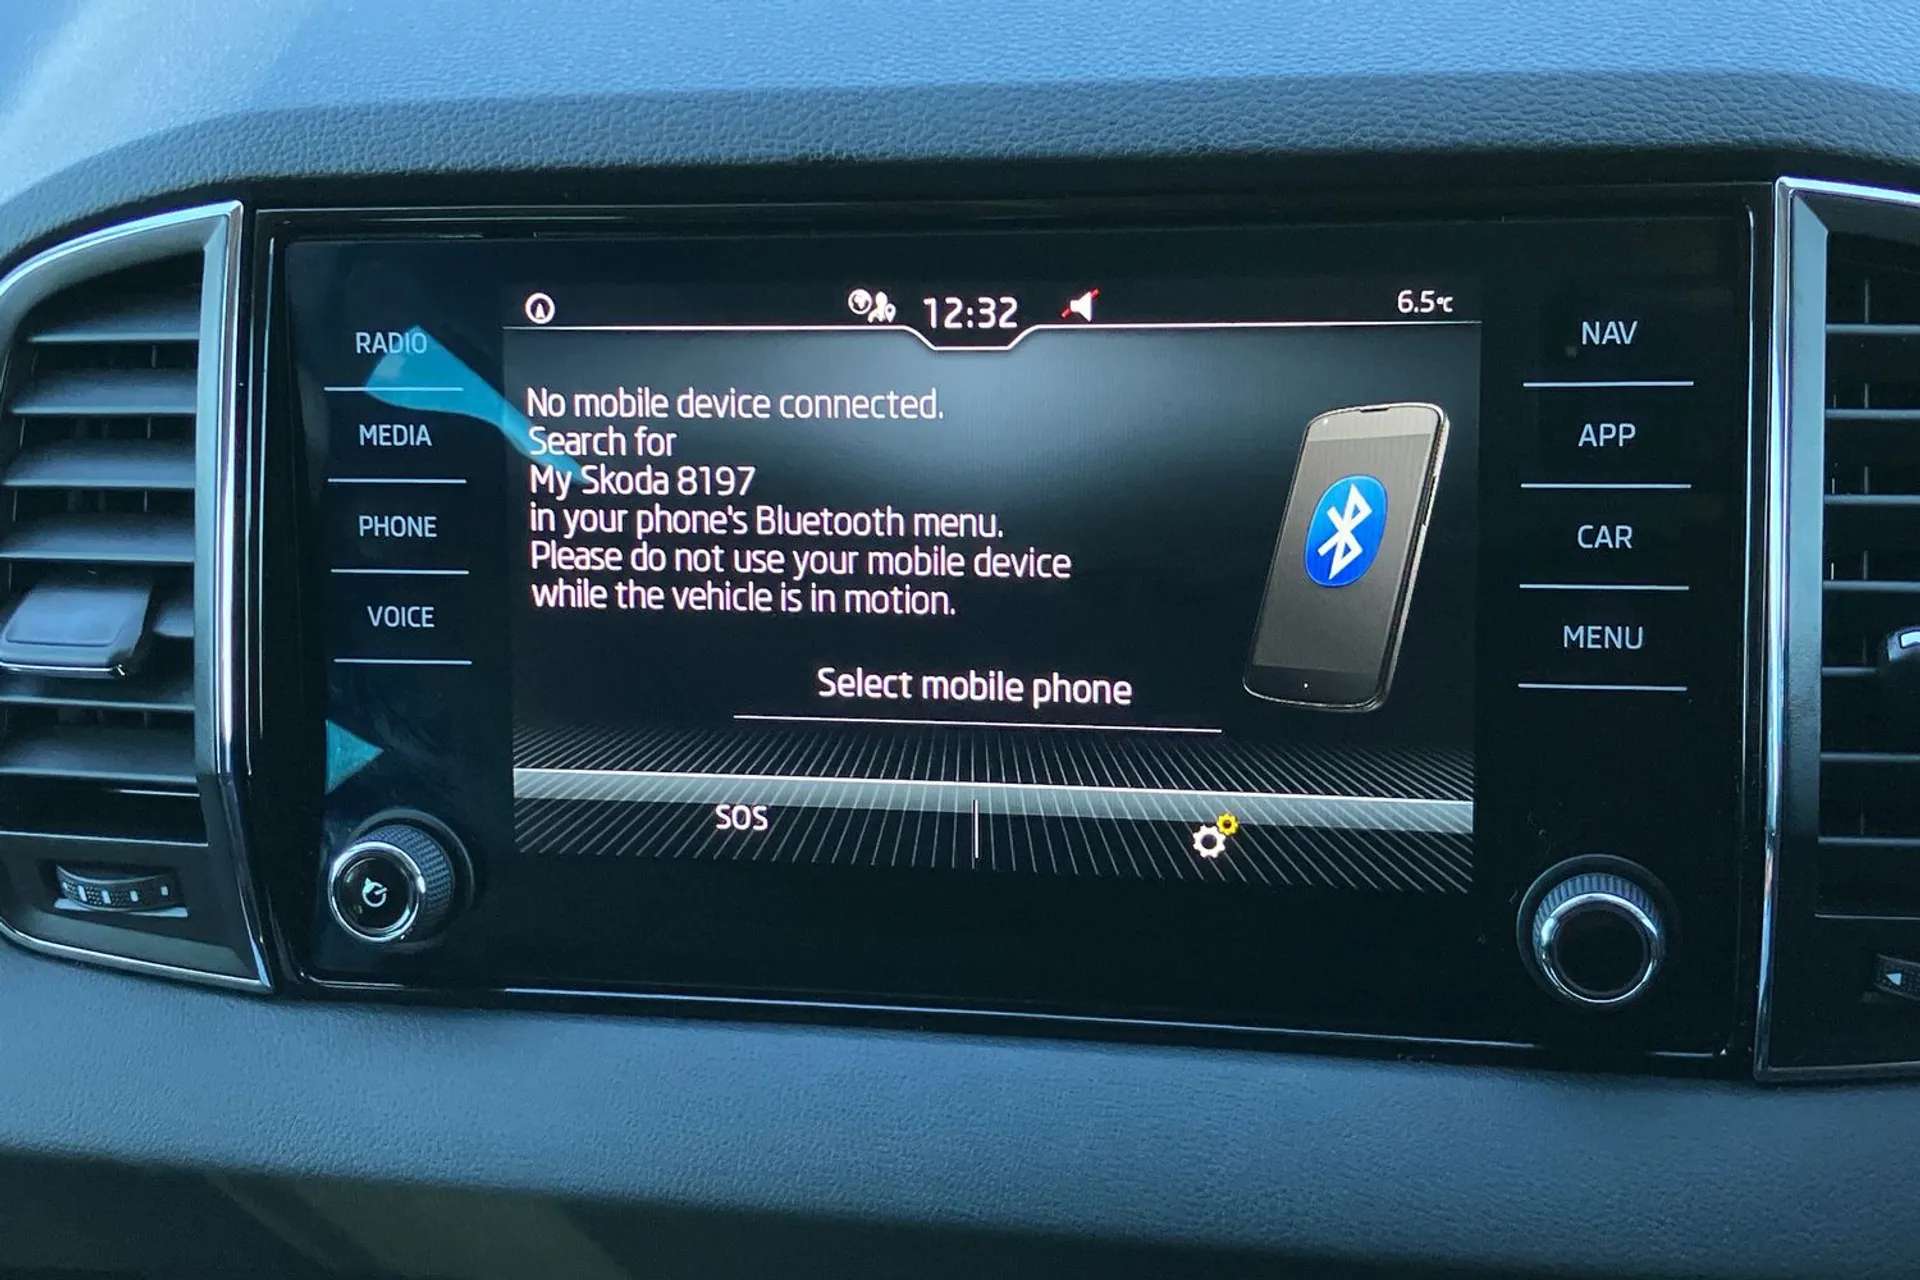 12:32
6.5°C
RADIO
MEDIA
PHONE
VOICE
No mobile device connected.
Search for
My Skoda 8197
in your phone's Bluetooth menu.
Please do not use your mobile device
while the vehicle is in motion.
Select mobile phone
SOS
NAV
APP
CAR
MENU